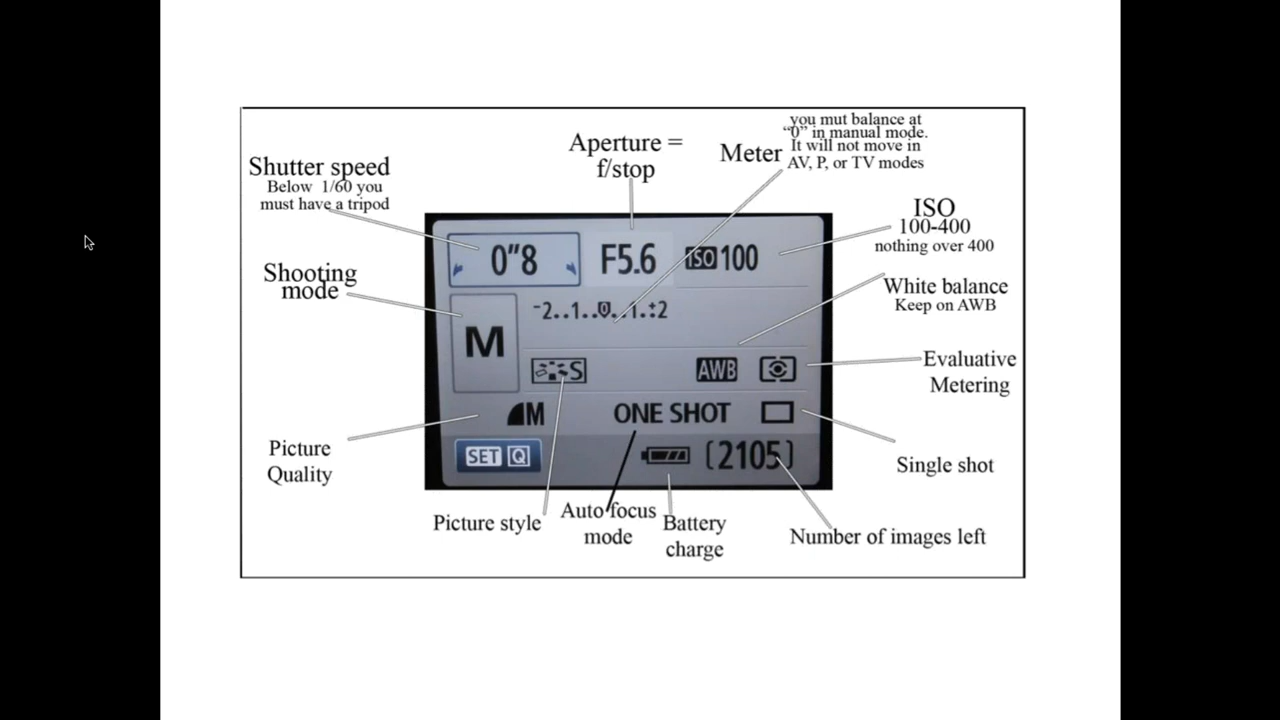 you mut balance at
“0” in manual mode.
It will not move in
AV, P, or TV modes
Meter
Aperture =
f/stop
Shutter speed
Below 1/60 you
must have a tripod
ISO
100-400
nothing over 400
Shooting
mode
White balance
Keep on AWB
0"8 F5.6 ISO 100
-2..1..0..1.:+2
M
S AWB
M ONE SHOT
SET Q (2105)
Evaluative
Metering
Picture
Quality
Single shot
Picture style
Auto focus
mode
Battery
charge
Number of images left